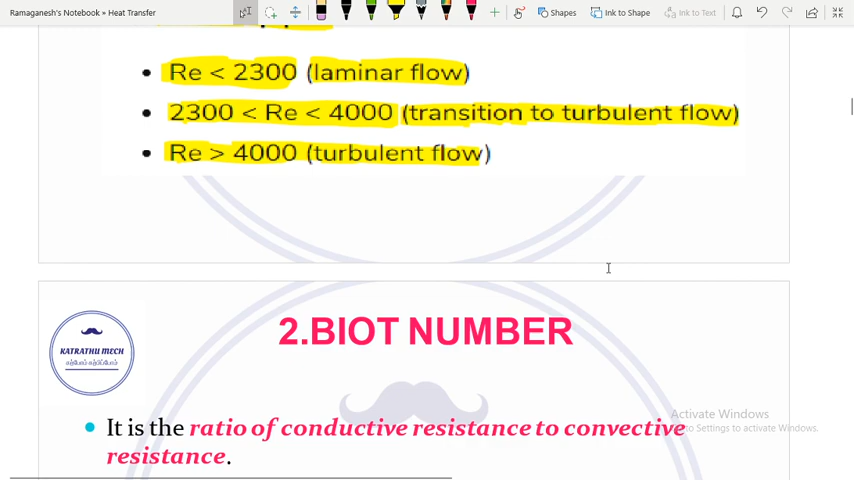 Ramaganesh's Notebook » Heat Transfer
Shapes
Ink to Shape
Ink to Text
• Re < 2300 (laminar flow)
• 2300 < Re < 4000 (transition to turbulent flow)
• Re > 4000 (turbulent flow)
2.BIOT NUMBER
KATRATHU MECH
கற்போம் கற்பிப்போம்
• It is the ratio of conductive resistance to convective
resistance.
Activate Windows
to Settings to activate Windows.